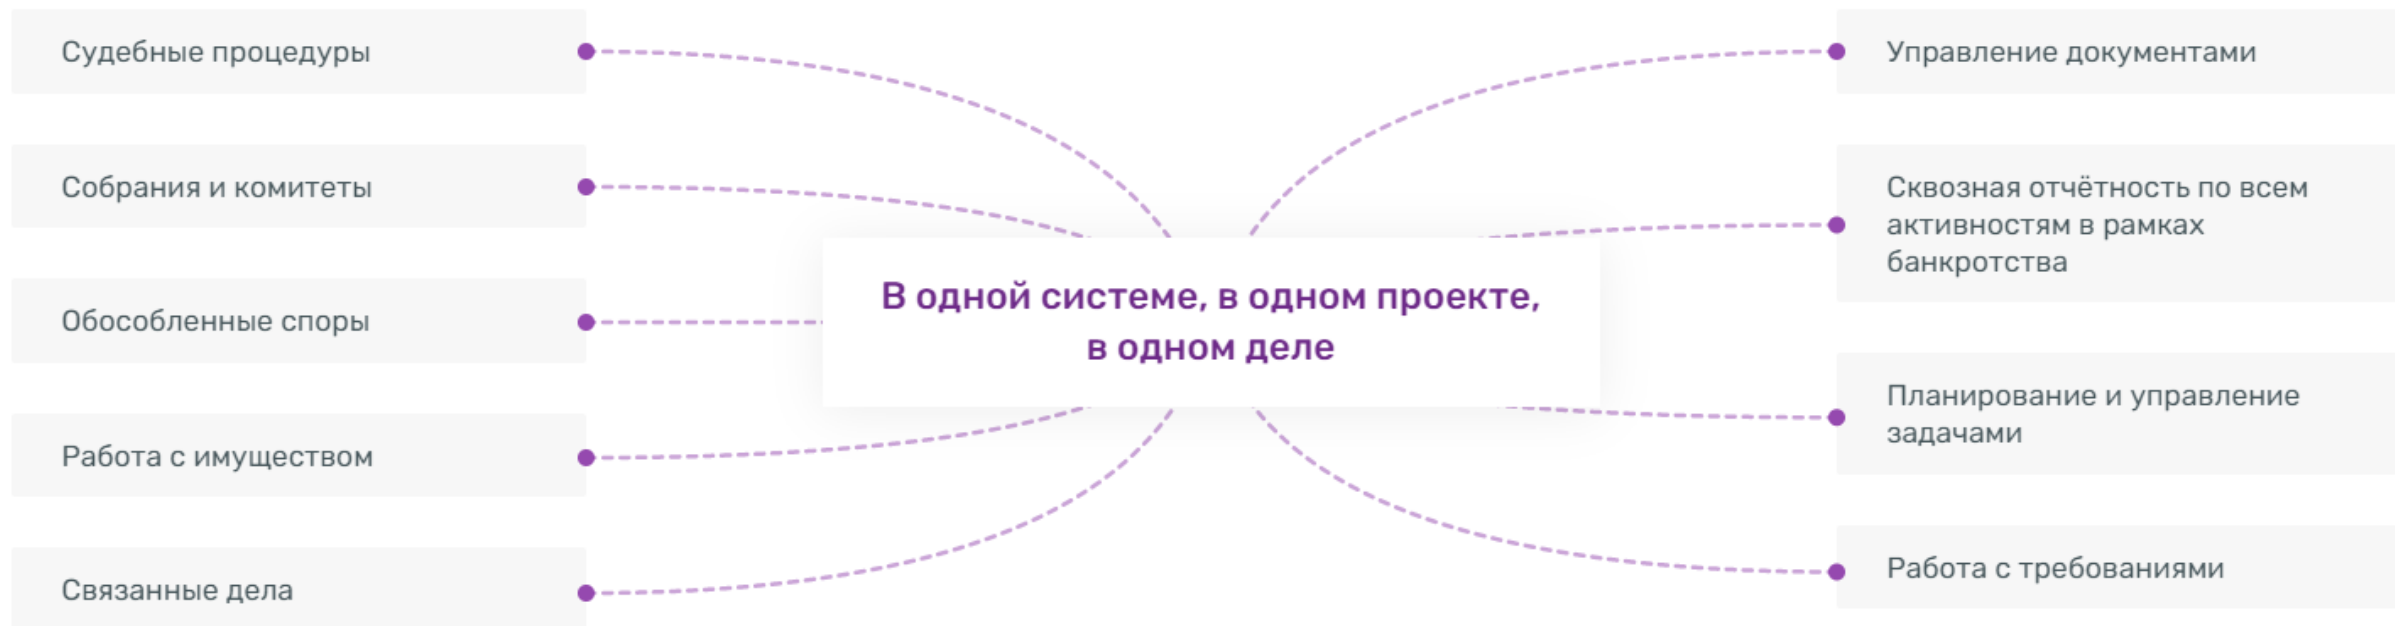 Судебные процедуры
Собрания и комитеты
Обособленные споры
Работа с имуществом
Связанные дела
В одной системе, в одном проекте,
в одном деле
Управление документами
Сквозная отчётность по всем
активностям в рамках
банкротства
Планирование и управление
задачами
Работа с требованиями